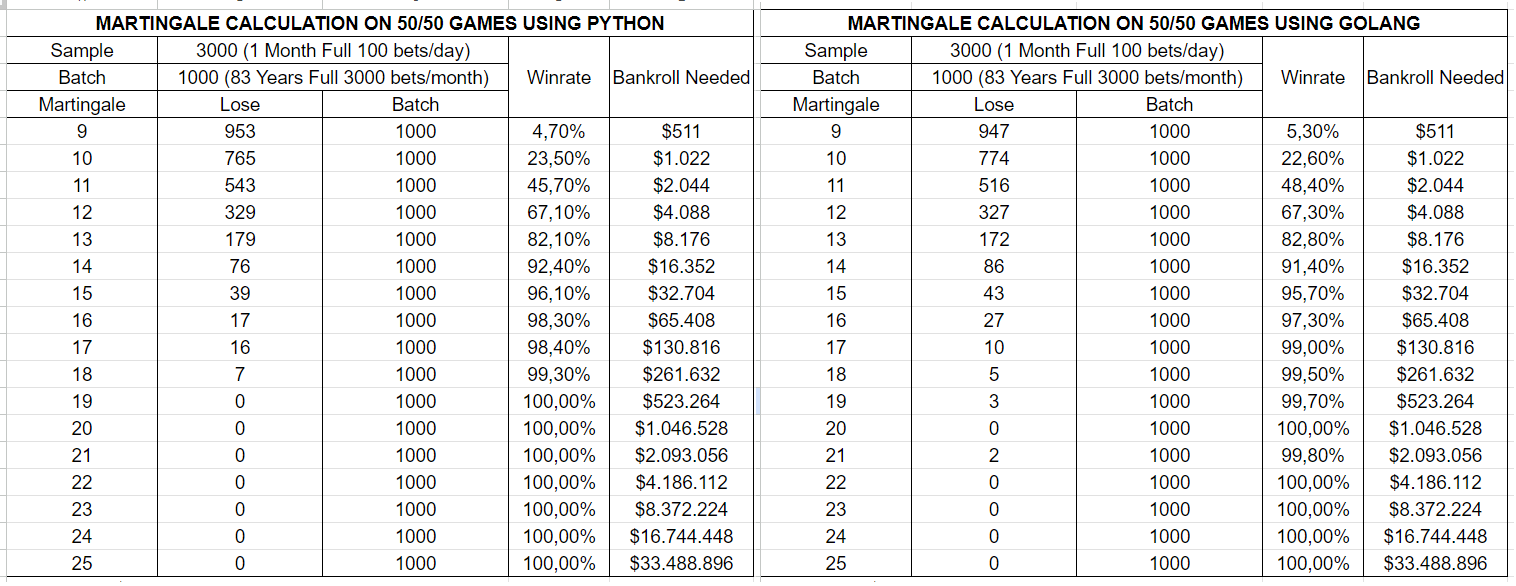 MARTINGALE CALCULATION ON 50/50 GAMES USING PYTHON
Sample 3000 (1 Month Full 100 bets/day) Winrate Bankroll Needed
Batch 1000 (83 Years Full 3000 bets/month)
Martingale Lose Batch
9 953 1000 4,70% $511
10 765 1000 23,50% $1.022
11 543 1000 45,70% $2.044
12 329 1000 67,10% $4.088
13 179 1000 82,10% $8.176
14 76 1000 92,40% $16.352
15 39 1000 96,10% $32.704
16 17 1000 98,30% $65.408
17 16 1000 98,40% $130.816
18 7 1000 99,30% $261.632
19 0 1000 100,00% $523.264
20 0 1000 100,00% $1.046.528
21 0 1000 100,00% $2.093.056
22 0 1000 100,00% $4.186.112
23 0 1000 100,00% $8.372.224
24 0 1000 100,00% $16.744.448
25 0 1000 100,00% $33.488.896
MARTINGALE CALCULATION ON 50/50 GAMES USING GOLANG
Sample 3000 (1 Month Full 100 bets/day) Winrate Bankroll Needed
Batch 1000 (83 Years Full 3000 bets/month)
Martingale Lose Batch
9 947 1000 5,30% $511
10 774 1000 22,60% $1.022
11 516 1000 48,40% $2.044
12 327 1000 67,30% $4.088
13 172 1000 82,80% $8.176
14 86 1000 91,40% $16.352
15 43 1000 95,70% $32.704
16 27 1000 97,30% $65.408
17 10 1000 99,00% $130.816
18 5 1000 99,50% $261.632
19 3 1000 99,70% $523.264
20 0 1000 100,00% $1.046.528
21 2 1000 99,80% $2.093.056
22 0 1000 100,00% $4.186.112
23 0 1000 100,00% $8.372.224
24 0 1000 100,00% $16.744.448
25 0 1000 100,00% $33.488.896